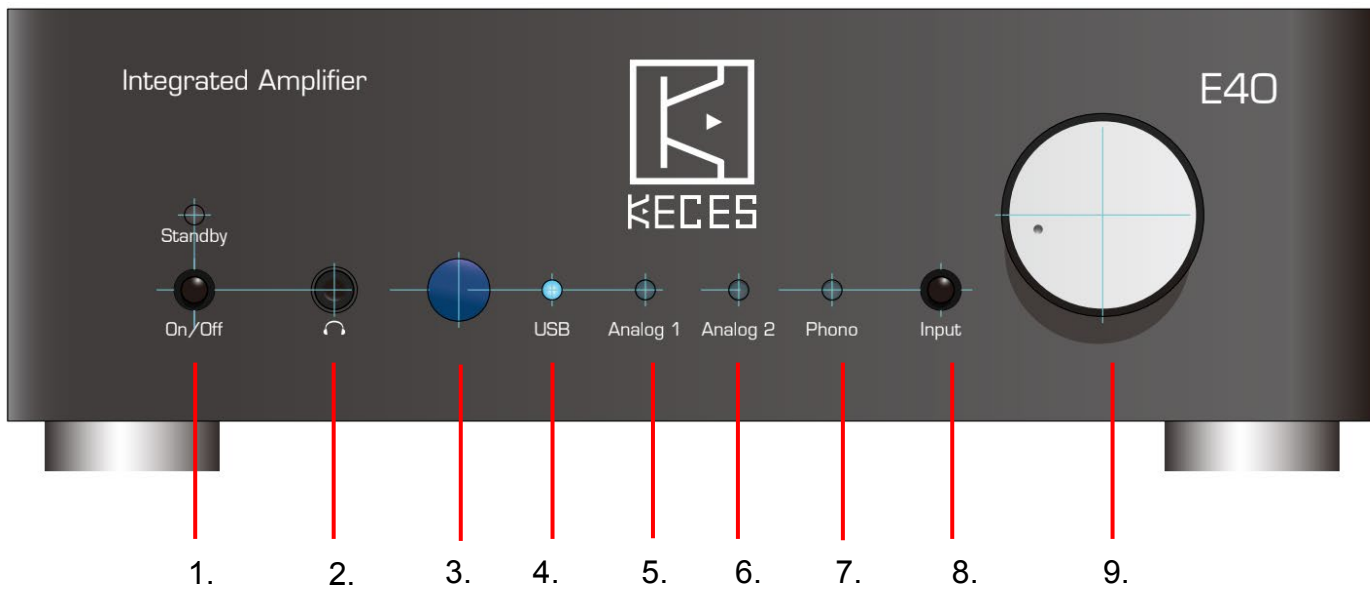 Integrated Amplifier
E40
KECES
Standby
On/Off
USB
Analog 1
Analog 2
Phono
Input
1.
2.
3.
4.
5.
6.
7.
8.
9.